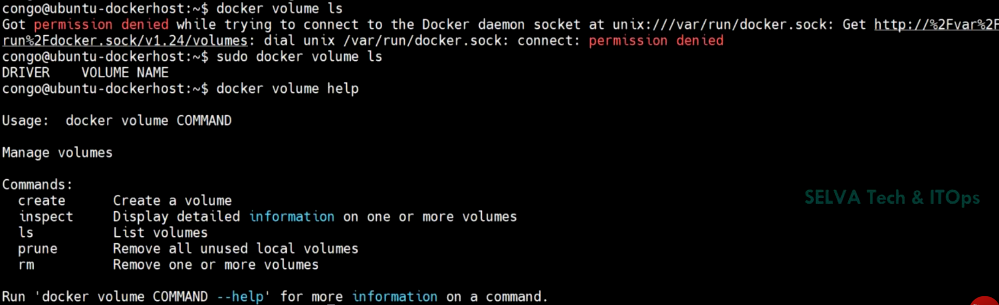 congo@ubuntu-dockerhost:~$ docker volume ls
Got permission denied while trying to connect to the Docker daemon socket at unix:///var/run/docker.sock: Get http://%2Fvar%2F
run%2Fdocker.sock/v1.24/volumes: dial unix /var/run/docker.sock: connect: permission denied
congo@ubuntu-dockerhost:~$ sudo docker volume ls
DRIVER    VOLUME NAME
congo@ubuntu-dockerhost:~$ docker volume help
Usage:  docker volume COMMAND
Manage volumes
Commands:
  create      Create a volume
  inspect     Display detailed information on one or more volumes
  ls          List volumes
  prune       Remove all unused local volumes
  rm          Remove one or more volumes
Run 'docker volume COMMAND --help' for more information on a command.
SELVA Tech & ITOps